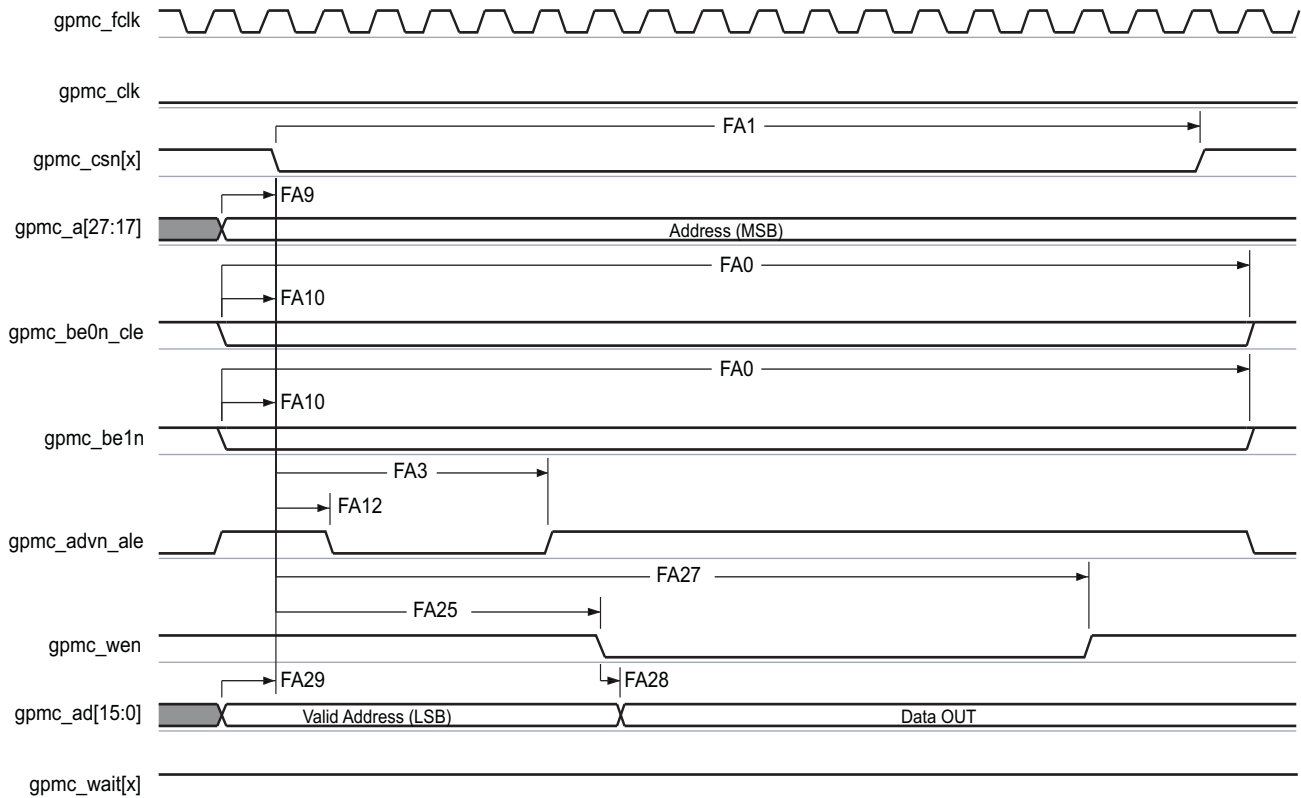 gpmc_fclk
gpmc_clk
FA1
gpmc_csn[x]
FA9
gpmc_a[27:17]
Address (MSB)
FA0
FA10
gpmc_be0n_cle
FA0
FA10
gpmc_be1n
FA3
FA12
gpmc_advn_ale
FA27
FA25
gpmc_wen
FA29
FA28
gpmc_ad[15:0]
Valid Address (LSB)
Data OUT
gpmc_wait[x]